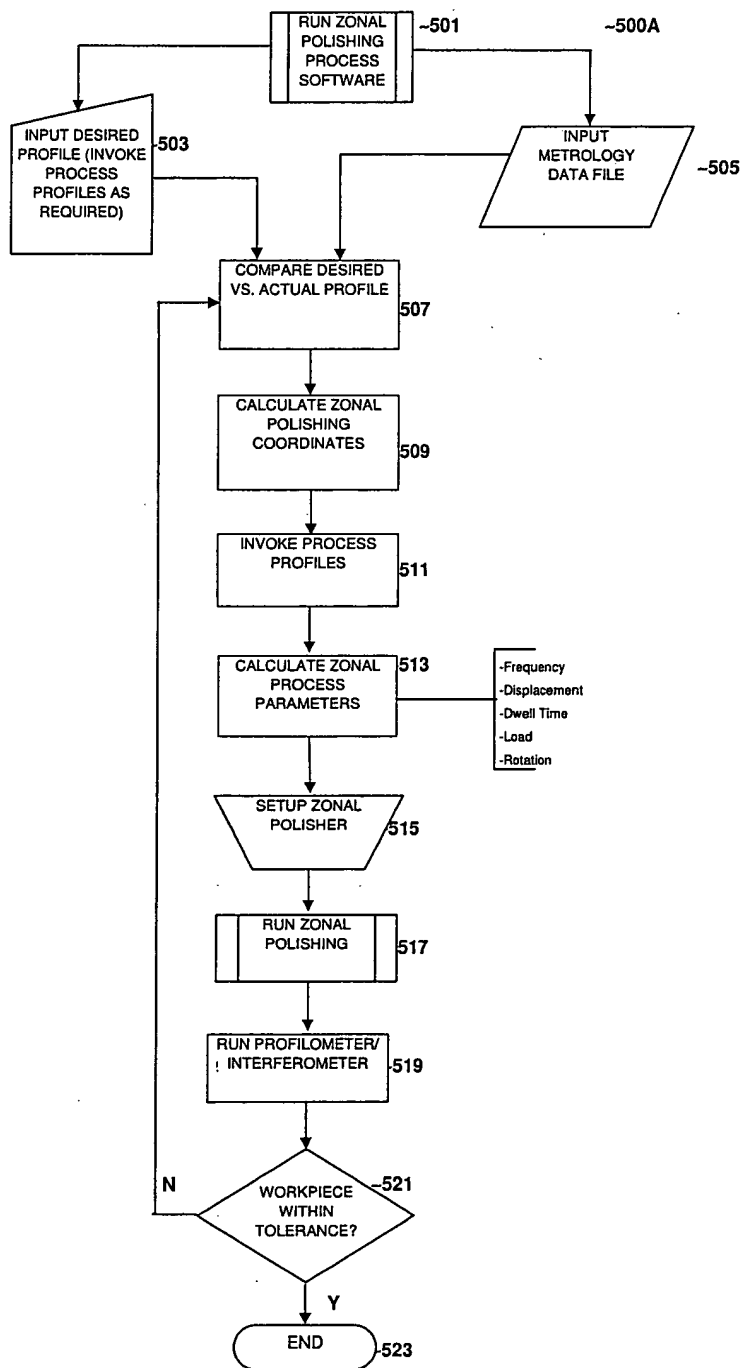 RUN ZONAL
POLISHING
PROCESS
SOFTWARE
~501
~500A
INPUT DESIRED
PROFILE (INVOKE
PROCESS
PROFILES AS
REQUIRED)
503
INPUT
METROLOGY
DATA FILE
~505
COMPARE DESIRED
VS. ACTUAL PROFILE
507
CALCULATE ZONAL
POLISHING
COORDINATES
509
INVOKE PROCESS
PROFILES
511
CALCULATE ZONAL
PROCESS
PARAMETERS
513
-Frequency
-Displacement
-Dwell Time
-Load
-Rotation
SETUP ZONAL
POLISHER
515
RUN ZONAL
POLISHING
517
RUN PROFILOMETER/
INTERFEROMETER
519
N
~521
WORKPIECE
WITHIN
TOLERANCE?
Y
END
523